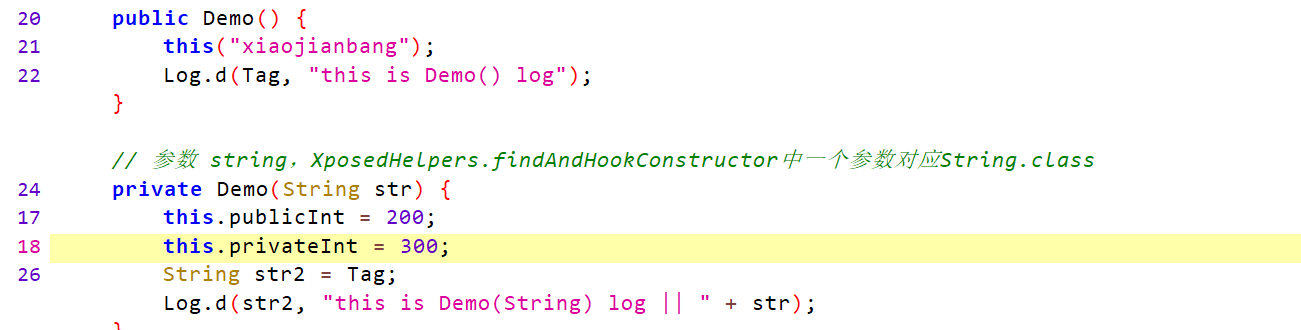 20 public Demo() {
21 this("xiaojianbang");
22 Log.d(Tag, "this is Demo() log");
}
// 参数 string，XposedHelpers.findAndHookConstructor中一个参数对应String.class
24 private Demo(String str) {
17 this.publicInt = 200;
18 this.privateInt = 300;
26 String str2 = Tag;
Log.d(str2, "this is Demo(String) log || " + str);
}